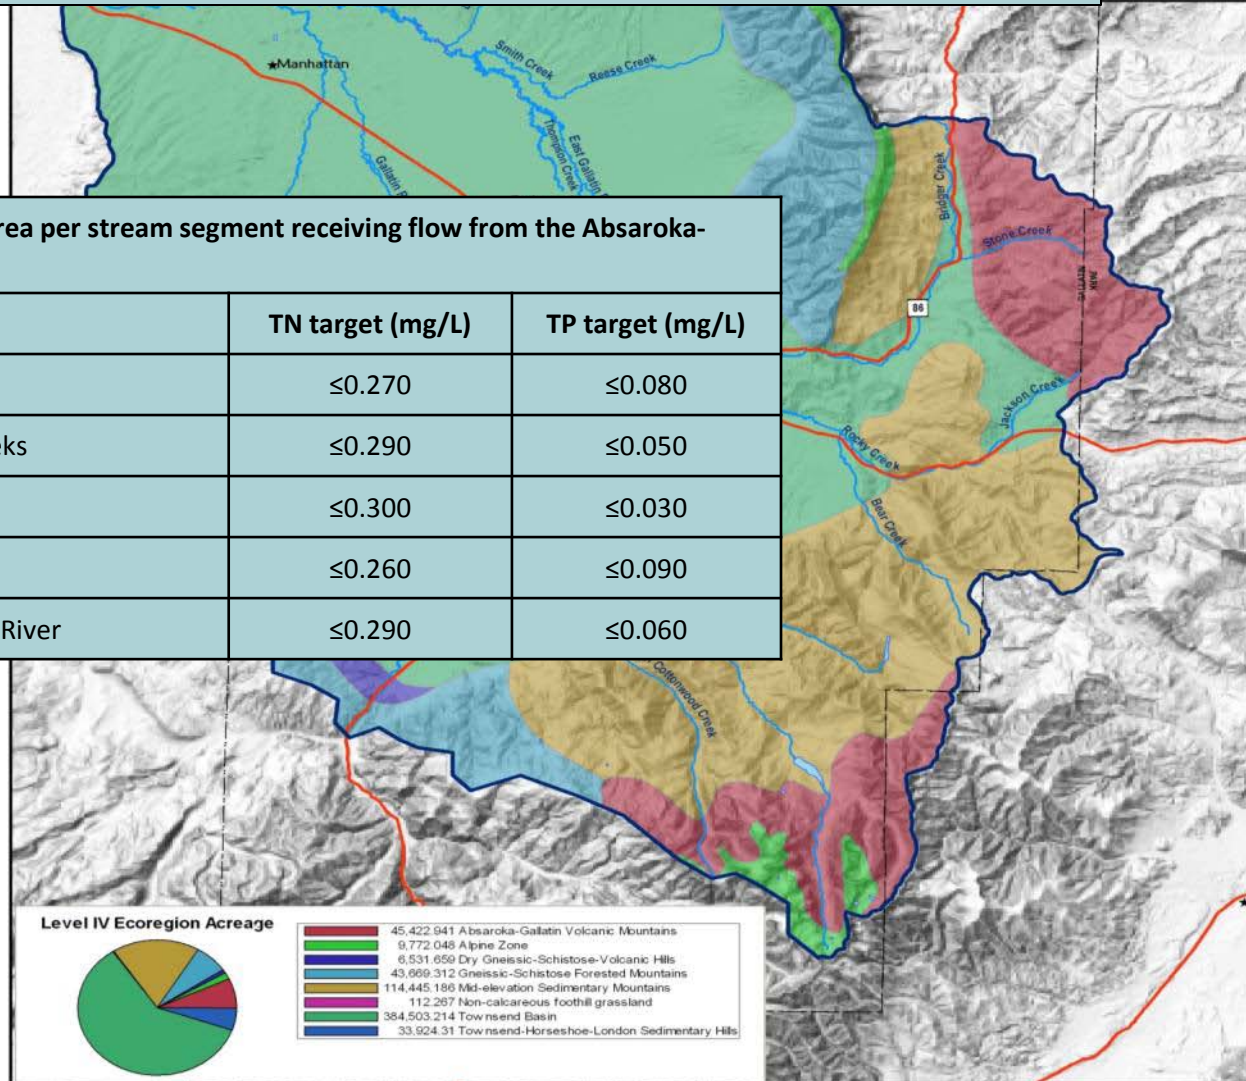 Manhattan
Smith Creek
Reese Creek
Thompson Creek
East Gallatin
Gallatin
Bridger Creek
Stone Creek
PARK
86
Jackson Creek
Rocky Creek
Bear Creek
Cottonwood Creek
rea per stream segment receiving flow from the Absaroka-
TN target (mg/L) TP target (mg/L)
≤0.270 ≤0.080
eks ≤0.290 ≤0.050
≤0.300 ≤0.030
≤0.260 ≤0.090
River ≤0.290 ≤0.060
Level IV Ecoregion Acreage
45,422.941 Absaroka-Gallatin Volcanic Mountains
9,772.048 Alpine Zone
6,531.659 Dry Gneissic-Schistose-Volcanic Hills
43,669.312 Gneissic-Schistose Forested Mountains
114,445.186 Mid-elevation Sedimentary Mountains
112.267 Non-calcareous foothill grassland
384,503.214 Townsend Basin
33,924.31 Townsend-Horseshoe-London Sedimentary Hills